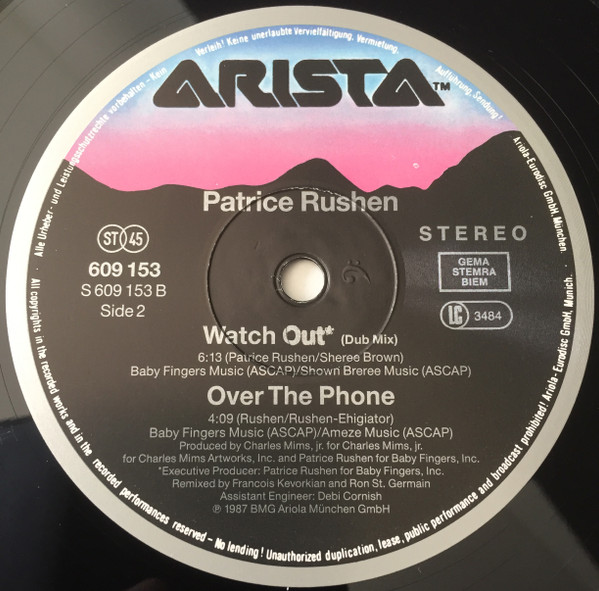 Alle Urheber- und Leistungsschutzrechte vorbehalten - Kein Verleih! Keine unerlaubte Vervielfältigung, Vermietung, Aufführung, Sendung!
ARISTA™
Patrice Rushen
ST 45
609 153
S 609 153 B
Side 2
STEREO
GEMA
STEMRA
BIEM
LC 3484
Watch Out* (Dub Mix)
6:13 (Patrice Rushen/Sheree Brown)
Baby Fingers Music (ASCAP)/Shown Breree Music (ASCAP)
Over The Phone
4:09 (Rushen/Rushen-Ehigiator)
Baby Fingers Music (ASCAP)/Ameze Music (ASCAP)
Produced by Charles Mims, jr. for Charles Mims, jr.
for Charles Mims Artworks, Inc. and Patrice Rushen for Baby Fingers, Inc.
*Executive Producer: Patrice Rushen for Baby Fingers, Inc.
Remixed by Francois Kevorkian and Ron St. Germain
Assistant Engineer: Debi Cornish
℗ 1987 BMG Ariola München GmbH
Ariola-Eurodisc GmbH, München
All copyrights in the recorded works and in the recorded performances reserved - No lending! Unauthorized duplication, lease, public performance and broadcast prohibited! Ariola-Eurodisc GmbH, Munich.